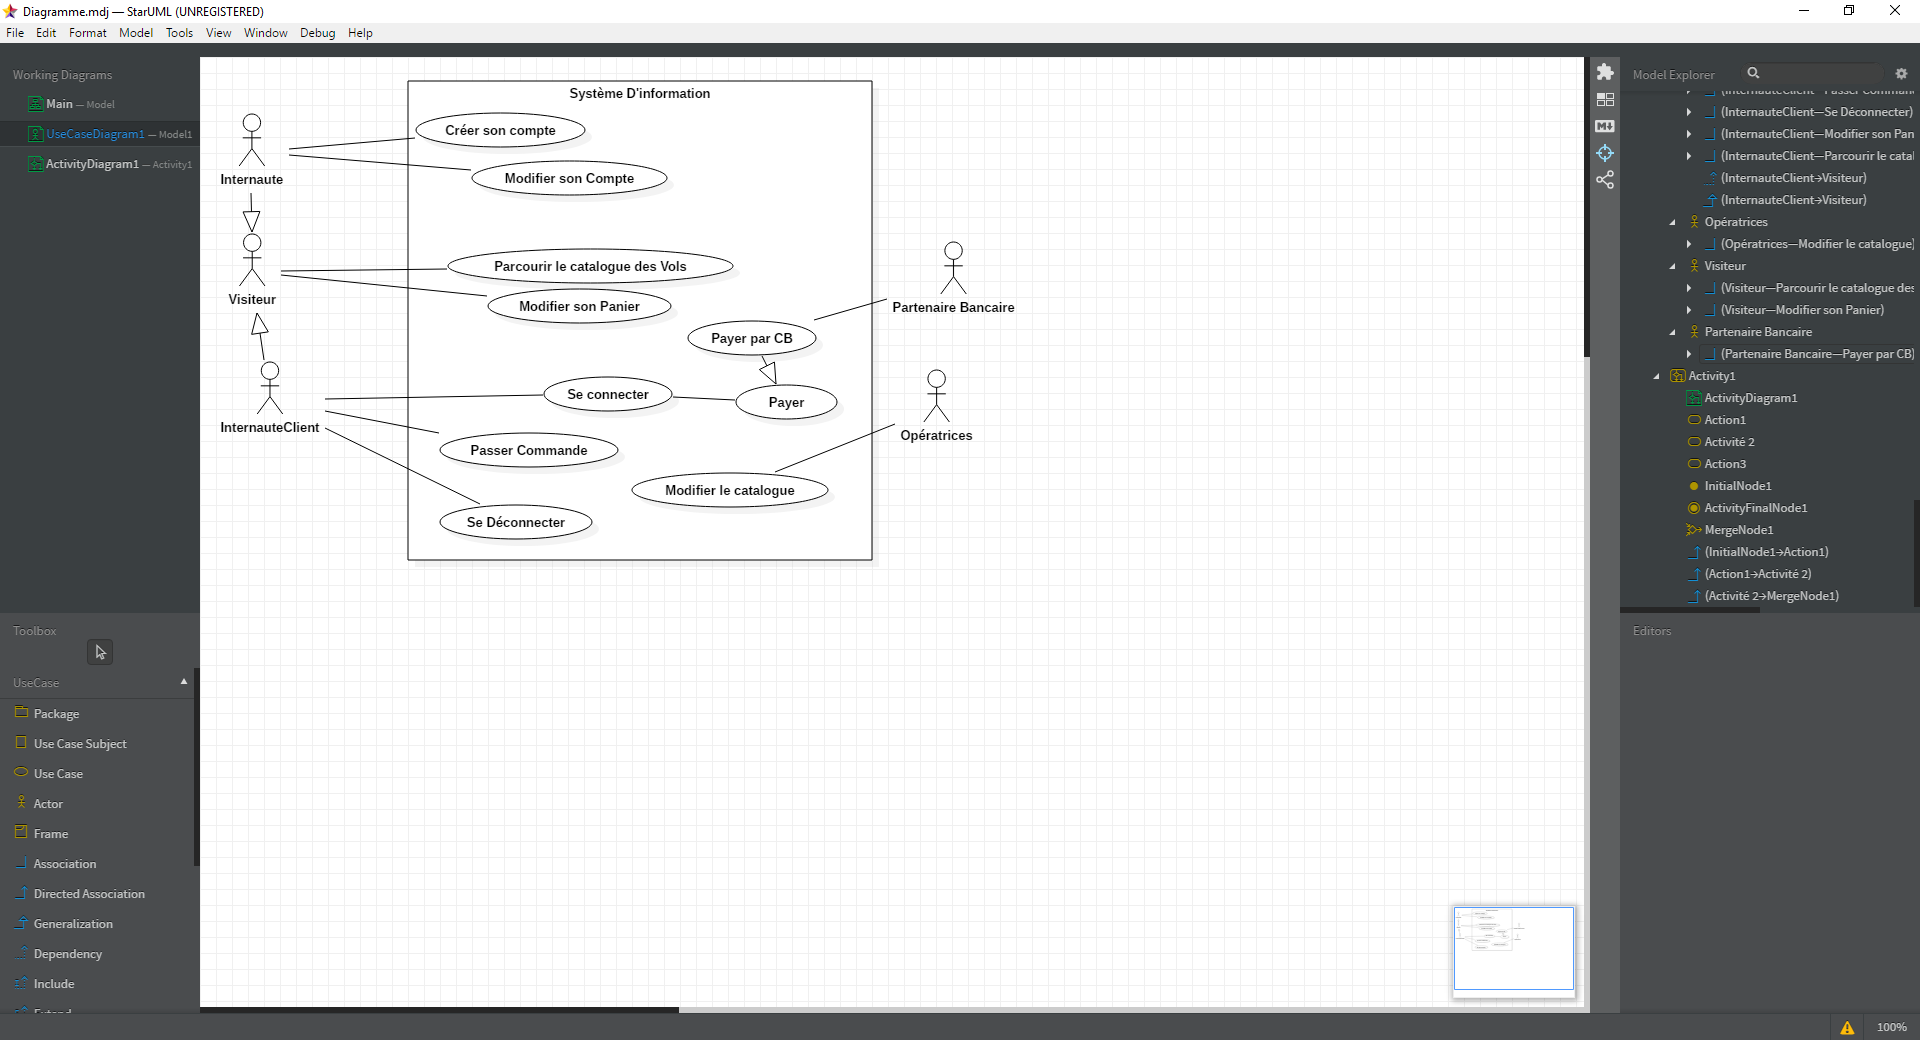 Diagramme.mdj — StarUML (UNREGISTERED)
File Edit Format Model Tools View Window Debug Help
Working Diagrams
Main — Model
UseCaseDiagram1 — Model1
ActivityDiagram1 — Activity1
Toolbox
UseCase
Package
Use Case Subject
Use Case
Actor
Frame
Association
Directed Association
Generalization
Dependency
Include
Extend
Système D'information
Créer son compte
Modifier son Compte
Internaute
Parcourir le catalogue des Vols
Modifier son Panier
Visiteur
Partenaire Bancaire
Payer par CB
Se connecter
Payer
InternauteClient
Opératrices
Passer Commande
Modifier le catalogue
Se Déconnecter
Model Explorer
(InternauteClient—Passer Comman
(InternauteClient—Se Déconnecter)
(InternauteClient—Modifier son Pan
(InternauteClient—Parcourir le cata
(InternauteClient→Visiteur)
(InternauteClient→Visiteur)
Opératrices
(Opératrices—Modifier le catalogue)
Visiteur
(Visiteur—Parcourir le catalogue des
(Visiteur—Modifier son Panier)
Partenaire Bancaire
(Partenaire Bancaire—Payer par CB)
Activity1
ActivityDiagram1
Action1
Activité 2
Action3
InitialNode1
ActivityFinalNode1
MergeNode1
(InitialNode1→Action1)
(Action1→Activité 2)
(Activité 2→MergeNode1)
Editors
100%